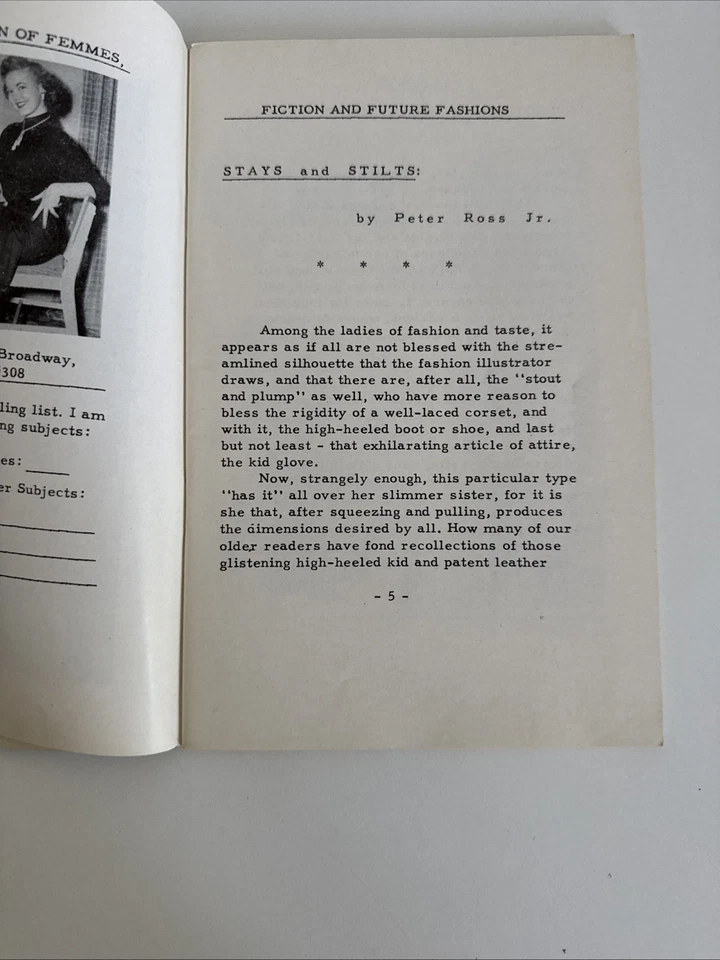 N OF FEMMES,
Broadway,
308
ling list. I am
ng subjects:
es:
er Subjects:
FICTION AND FUTURE FASHIONS
STAYS and STILTS:
by Peter Ross Jr.
* * * *
Among the ladies of fashion and taste, it
appears as if all are not blessed with the stre-
amlined silhouette that the fashion illustrator
draws, and that there are, after all, the "stout
and plump" as well, who have more reason to
bless the rigidity of a well-laced corset, and
with it, the high-heeled boot or shoe, and last
but not least - that exhilarating article of attire,
the kid glove.
Now, strangely enough, this particular type
"has it" all over her slimmer sister, for it is
she that, after squeezing and pulling, produces
the dimensions desired by all. How many of our
older readers have fond recollections of those
glistening high-heeled kid and patent leather
- 5 -